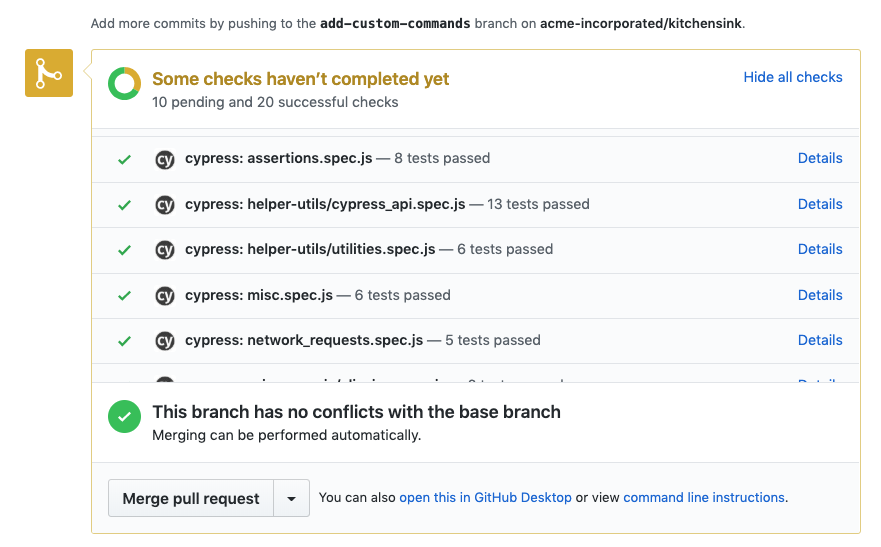 Add more commits by pushing to the add-custom-commands branch on acme-incorporated/kitchensink.
Some checks haven’t completed yet
Hide all checks
10 pending and 20 successful checks
cy cypress: assertions.spec.js — 8 tests passed Details
cy cypress: helper-utils/cypress_api.spec.js — 13 tests passed Details
cy cypress: helper-utils/utilities.spec.js — 6 tests passed Details
cy cypress: misc.spec.js — 6 tests passed Details
cy cypress: network_requests.spec.js — 5 tests passed Details
This branch has no conflicts with the base branch
Merging can be performed automatically.
Merge pull request
You can also open this in GitHub Desktop or view command line instructions.